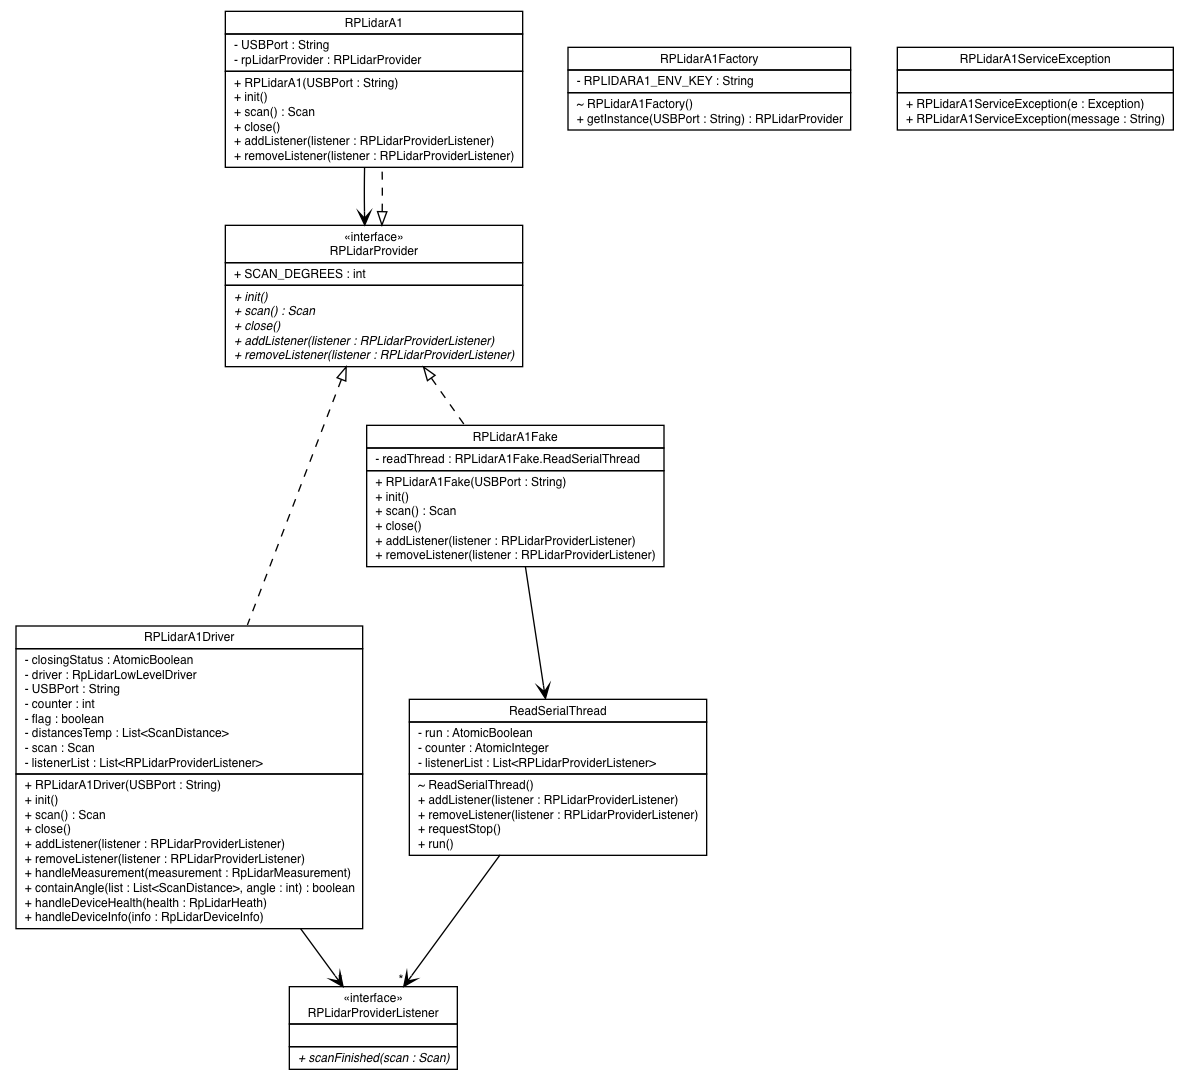 RPLidarA1
- USBPort : String
- rpLidarProvider : RPLidarProvider
+ RPLidarA1(USBPort : String)
+ init()
+ scan() : Scan
+ close()
+ addListener(listener : RPLidarProviderListener)
+ removeListener(listener : RPLidarProviderListener)
RPLidarA1Factory
- RPLIDARA1_ENV_KEY : String
~ RPLidarA1Factory()
+ getInstance(USBPort : String) : RPLidarProvider
RPLidarA1ServiceException
+ RPLidarA1ServiceException(e : Exception)
+ RPLidarA1ServiceException(message : String)
«interface»
RPLidarProvider
+ SCAN_DEGREES : int
+ init()
+ scan() : Scan
+ close()
+ addListener(listener : RPLidarProviderListener)
+ removeListener(listener : RPLidarProviderListener)
RPLidarA1Fake
- readThread : RPLidarA1Fake.ReadSerialThread
+ RPLidarA1Fake(USBPort : String)
+ init()
+ scan() : Scan
+ close()
+ addListener(listener : RPLidarProviderListener)
+ removeListener(listener : RPLidarProviderListener)
RPLidarA1Driver
- closingStatus : AtomicBoolean
- driver : RpLidarLowLevelDriver
- USBPort : String
- counter : int
- flag : boolean
- distancesTemp : List<ScanDistance>
- scan : Scan
- listenerList : List<RPLidarProviderListener>
+ RPLidarA1Driver(USBPort : String)
+ init()
+ scan() : Scan
+ close()
+ addListener(listener : RPLidarProviderListener)
+ removeListener(listener : RPLidarProviderListener)
+ handleMeasurement(measurement : RpLidarMeasurement)
+ containAngle(list : List<ScanDistance>, angle : int) : boolean
+ handleDeviceHealth(health : RpLidarHeath)
+ handleDeviceInfo(info : RpLidarDeviceInfo)
ReadSerialThread
- run : AtomicBoolean
- counter : AtomicInteger
- listenerList : List<RPLidarProviderListener>
~ ReadSerialThread()
+ addListener(listener : RPLidarProviderListener)
+ removeListener(listener : RPLidarProviderListener)
+ requestStop()
+ run()
*
«interface»
RPLidarProviderListener
+ scanFinished(scan : Scan)